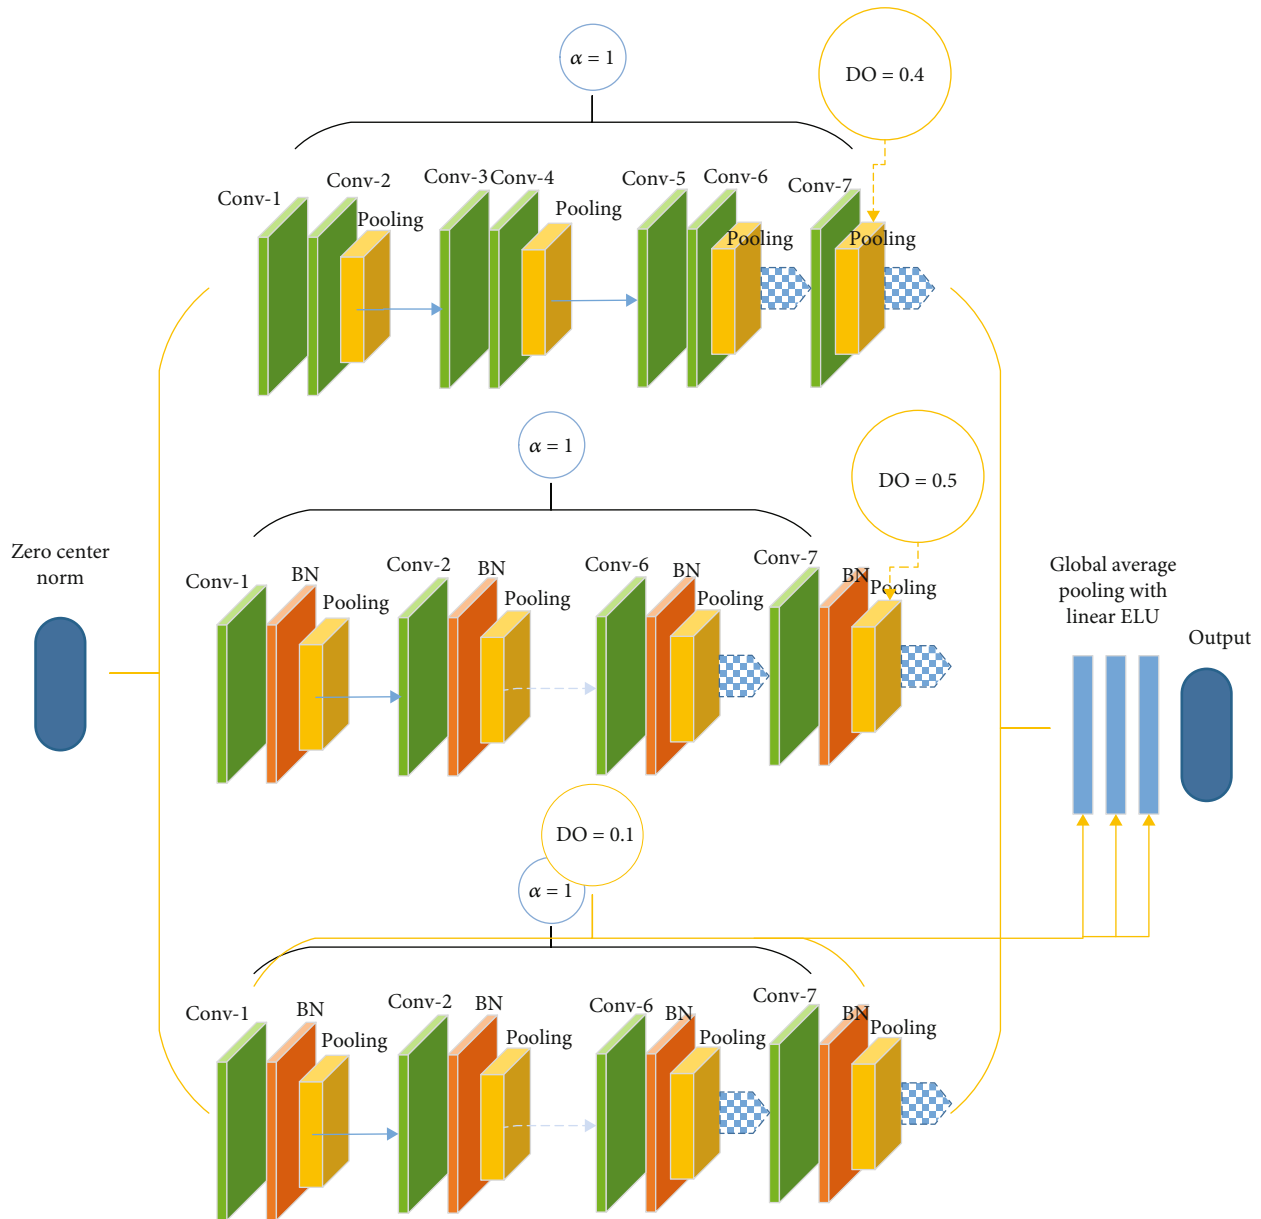 α = 1
DO = 0.4
Conv-1
Conv-2
Pooling
Conv-3
Conv-4
Pooling
Conv-5
Conv-6
Pooling
Conv-7
Pooling
α = 1
DO = 0.5
Zero center
norm
Conv-1
BN
Pooling
Conv-2
BN
Pooling
Conv-6
BN
Pooling
Conv-7
BN
Pooling
Global average
pooling with
linear ELU
Output
DO = 0.1
α = 1
Conv-1
BN
Pooling
Conv-2
BN
Pooling
Conv-6
BN
Pooling
Conv-7
BN
Pooling